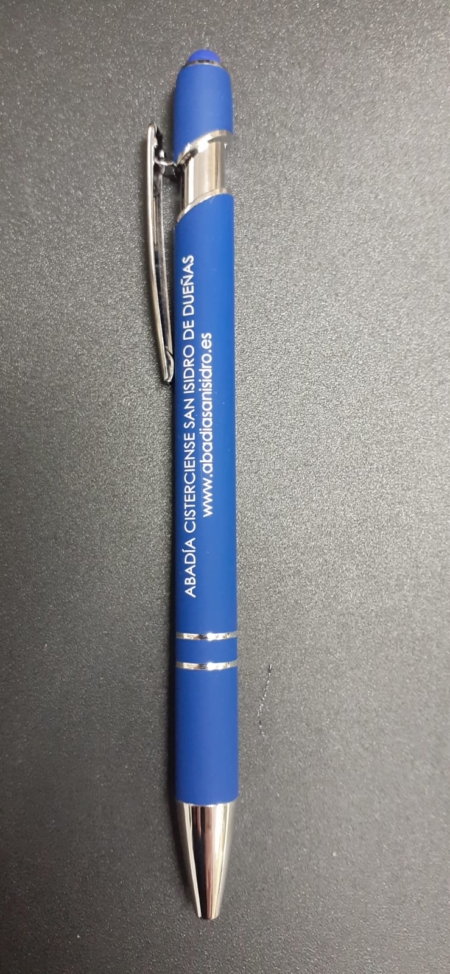 ABADÍA CISTERCIENSE SAN ISIDRO DE DUEÑAS
www.abadiasanisidro.es